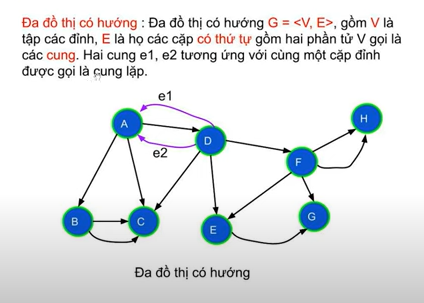 Đa đồ thị có hướng : Đa đồ thị có hướng G = <V, E>, gồm V là
tập các đỉnh, E là họ các cặp có thứ tự gồm hai phần tử V gọi là
các cung. Hai cung e1, e2 tương ứng với cùng một cặp đỉnh
được gọi là cung lặp.
e1
A
H
D
e2
F
B
C
G
E
Đa đồ thị có hướng